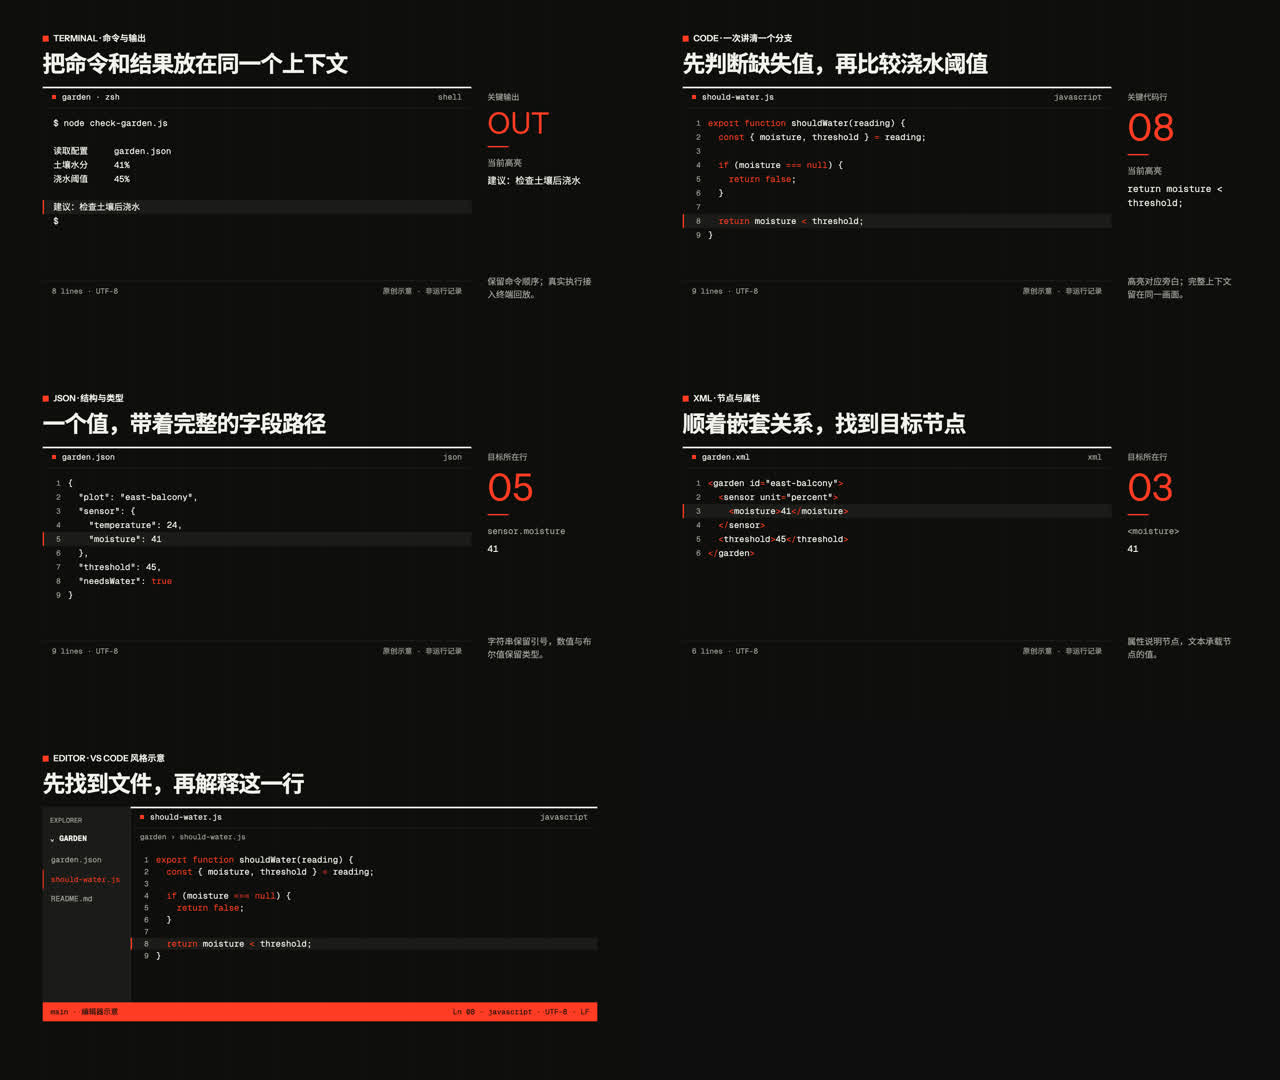 TERMINAL·命令与输出
把命令和结果放在同一个上下文
garden · zsh
shell
$ node check-garden.js
读取配置 garden.json
土壤水分 41%
浇水阈值 45%
建议：检查土壤后浇水
$
8 lines · UTF-8
原创示意 · 非运行记录
关键输出
OUT
当前高亮
建议：检查土壤后浇水
保留命令顺序；真实执行接
入终端回放。
CODE·一次讲清一个分支
先判断缺失值，再比较浇水阈值
should-water.js
javascript
1 export function shouldWater(reading) {
2 const { moisture, threshold } = reading;
3
4 if (moisture === null) {
5 return false;
6 }
7
8 return moisture < threshold;
9 }
9 lines · UTF-8
原创示意 · 非运行记录
关键代码行
08
当前高亮
return moisture <
threshold;
高亮对应旁白；完整上下文
留在同一画面。
JSON·结构与类型
一个值，带着完整的字段路径
garden.json
json
1 {
2 "plot": "east-balcony",
3 "sensor": {
4 "temperature": 24,
5 "moisture": 41
6 },
7 "threshold": 45,
8 "needsWater": true
9 }
9 lines · UTF-8
原创示意 · 非运行记录
目标所在行
05
sensor.moisture
41
字符串保留引号，数值与布
尔值保留类型。
XML·节点与属性
顺着嵌套关系，找到目标节点
garden.xml
xml
1 <garden id="east-balcony">
2 <sensor unit="percent">
3 <moisture>41</moisture>
4 </sensor>
5 <threshold>45</threshold>
6 </garden>
6 lines · UTF-8
原创示意 · 非运行记录
目标所在行
03
<moisture>
41
属性说明节点，文本承载节
点的值。
EDITOR·VS CODE 风格示意
先找到文件，再解释这一行
EXPLORER
GARDEN
garden.json
should-water.js
README.md
should-water.js
javascript
garden › should-water.js
1 export function shouldWater(reading) {
2 const { moisture, threshold } = reading;
3
4 if (moisture === null) {
5 return false;
6 }
7
8 return moisture < threshold;
9 }
main · 编辑器示意
Ln 08 · javascript · UTF-8 · LF